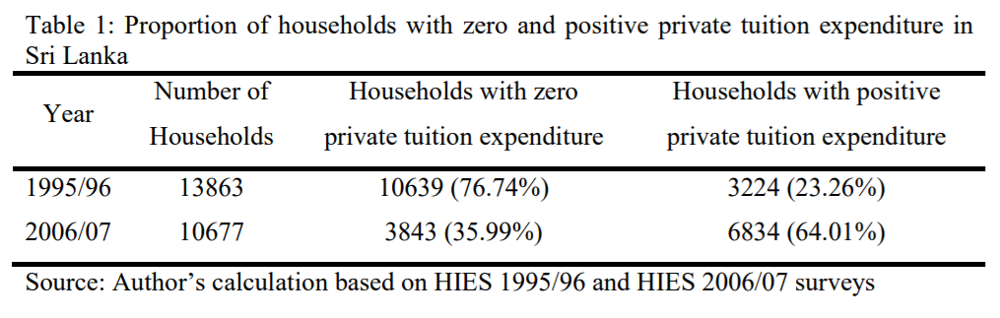 Table 1: Proportion of households with zero and positive private tuition expenditure in
Sri Lanka
Year Number of Households Households with zero private tuition expenditure Households with positive private tuition expenditure
1995/96 13863 10639 (76.74%) 3224 (23.26%)
2006/07 10677 3843 (35.99%) 6834 (64.01%)
Source: Author’s calculation based on HIES 1995/96 and HIES 2006/07 surveys